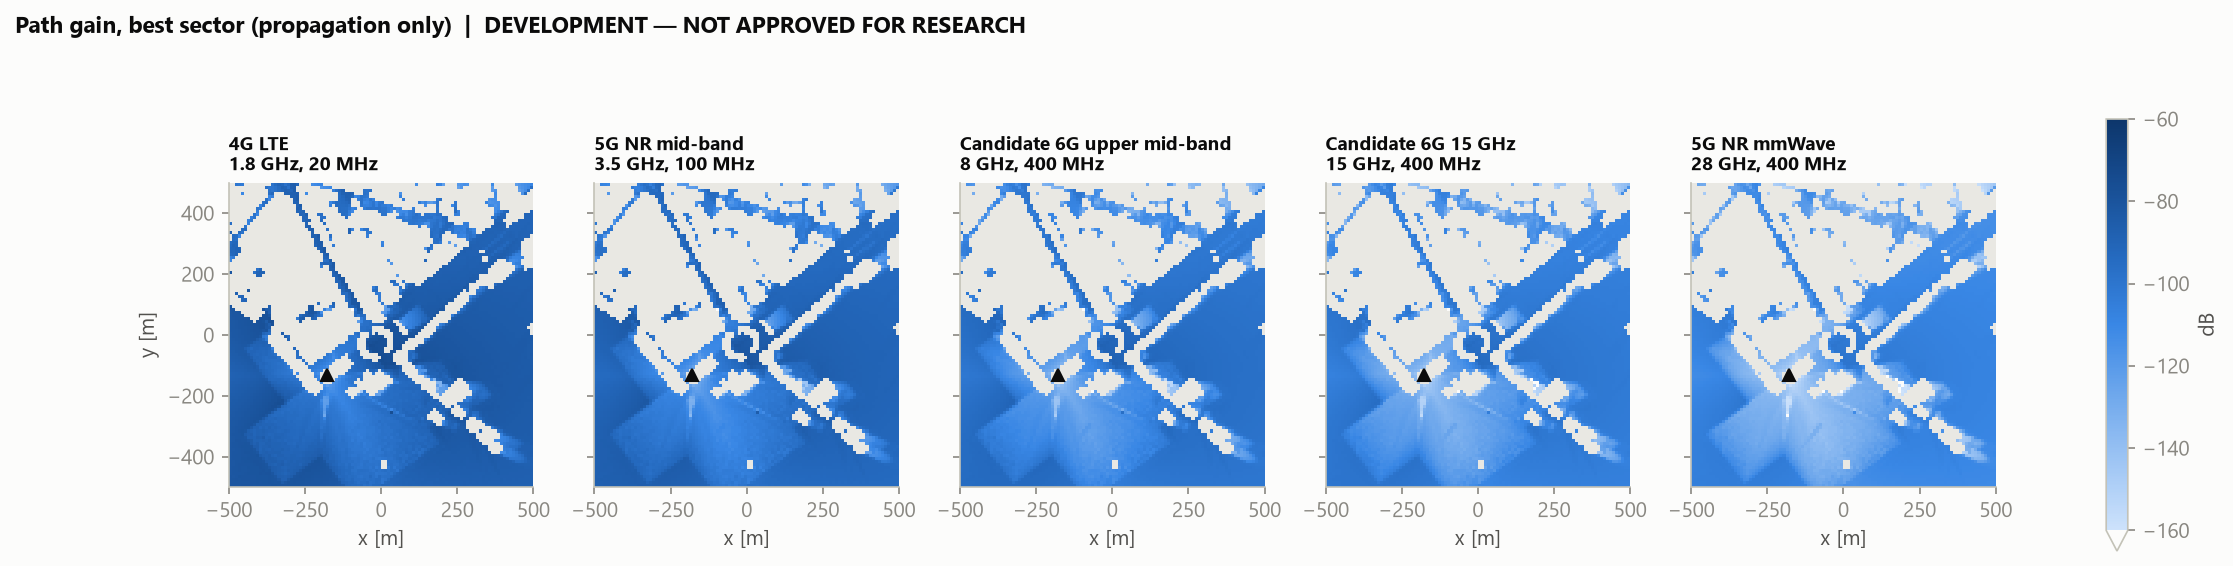 Path gain, best sector (propagation only)  |  DEVELOPMENT — NOT APPROVED FOR RESEARCH
4G LTE
1.8 GHz, 20 MHz
5G NR mid-band
3.5 GHz, 100 MHz
Candidate 6G upper mid-band
8 GHz, 400 MHz
Candidate 6G 15 GHz
15 GHz, 400 MHz
5G NR mmWave
28 GHz, 400 MHz
y [m]
400
200
0
−200
−400
−500 −250 0 250 500
x [m]
−500 −250 0 250 500
x [m]
−500 −250 0 250 500
x [m]
−500 −250 0 250 500
x [m]
−500 −250 0 250 500
x [m]
−60
−80
−100
−120
−140
−160
dB